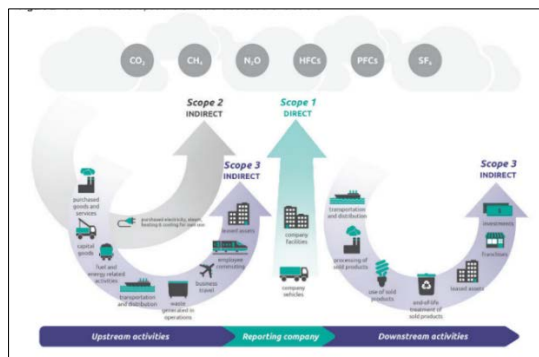 CO₂
CH₄
N₂O
HFCs
PFCs
SF₆
Scope 2
INDIRECT
Scope 1
DIRECT
Scope 3
INDIRECT
Scope 3
INDIRECT
purchased
goods and
services
capital
goods
fuel and
energy related
activities
transportation
and distribution
waste
generated in
operations
business
travel
employee
commuting
leased assets
purchased electricity, steam,
heating & cooling for own use
company
facilities
company
vehicles
transportation
and distribution
processing of
sold products
use of sold
products
end-of-life
treatment of
sold products
leased assets
franchises
investments
Upstream activities
Reporting company
Downstream activities